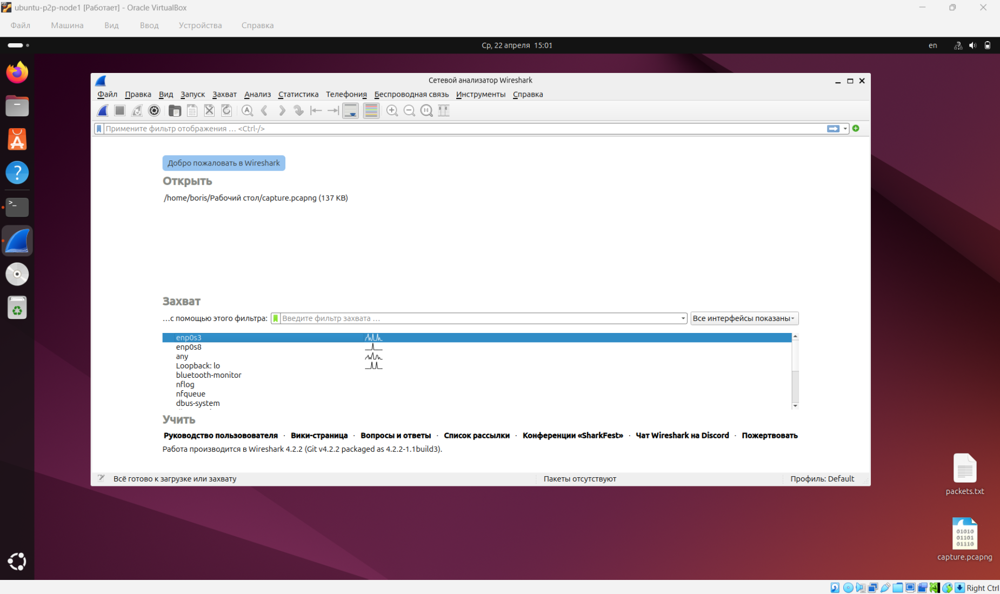 ubuntu-p2p-node1 [Работает] - Oracle VirtualBox
Файл Машина Вид Ввод Устройства Справка
Ср, 22 апреля 15:01
en
Сетевой анализатор Wireshark
Файл Правка Вид Запуск Захват Анализ Статистика Телефония Беспроводная связь Инструменты Справка
Примените фильтр отображения … <Ctrl-/>
Добро пожаловать в Wireshark
Открыть
/home/boris/Рабочий стол/capture.pcapng (137 KB)
Захват
…с помощью этого фильтра: Введите фильтр захвата … Все интерфейсы показаны
enp0s3
enp0s8
any
Loopback: lo
bluetooth-monitor
nflog
nfqueue
dbus-system
Учить
Руководство пользовователя · Вики-страница · Вопросы и ответы · Список рассылки · Конференции «SharkFest» · Чат Wireshark на Discord · Пожертвовать
Работа производится в Wireshark 4.2.2 (Git v4.2.2 packaged as 4.2.2-1.1build3).
Всё готово к загрузке или захвату
Пакеты отсутствуют
Профиль: Default
packets.txt
01010
01101
01110
capture.pcapng
Right Ctrl